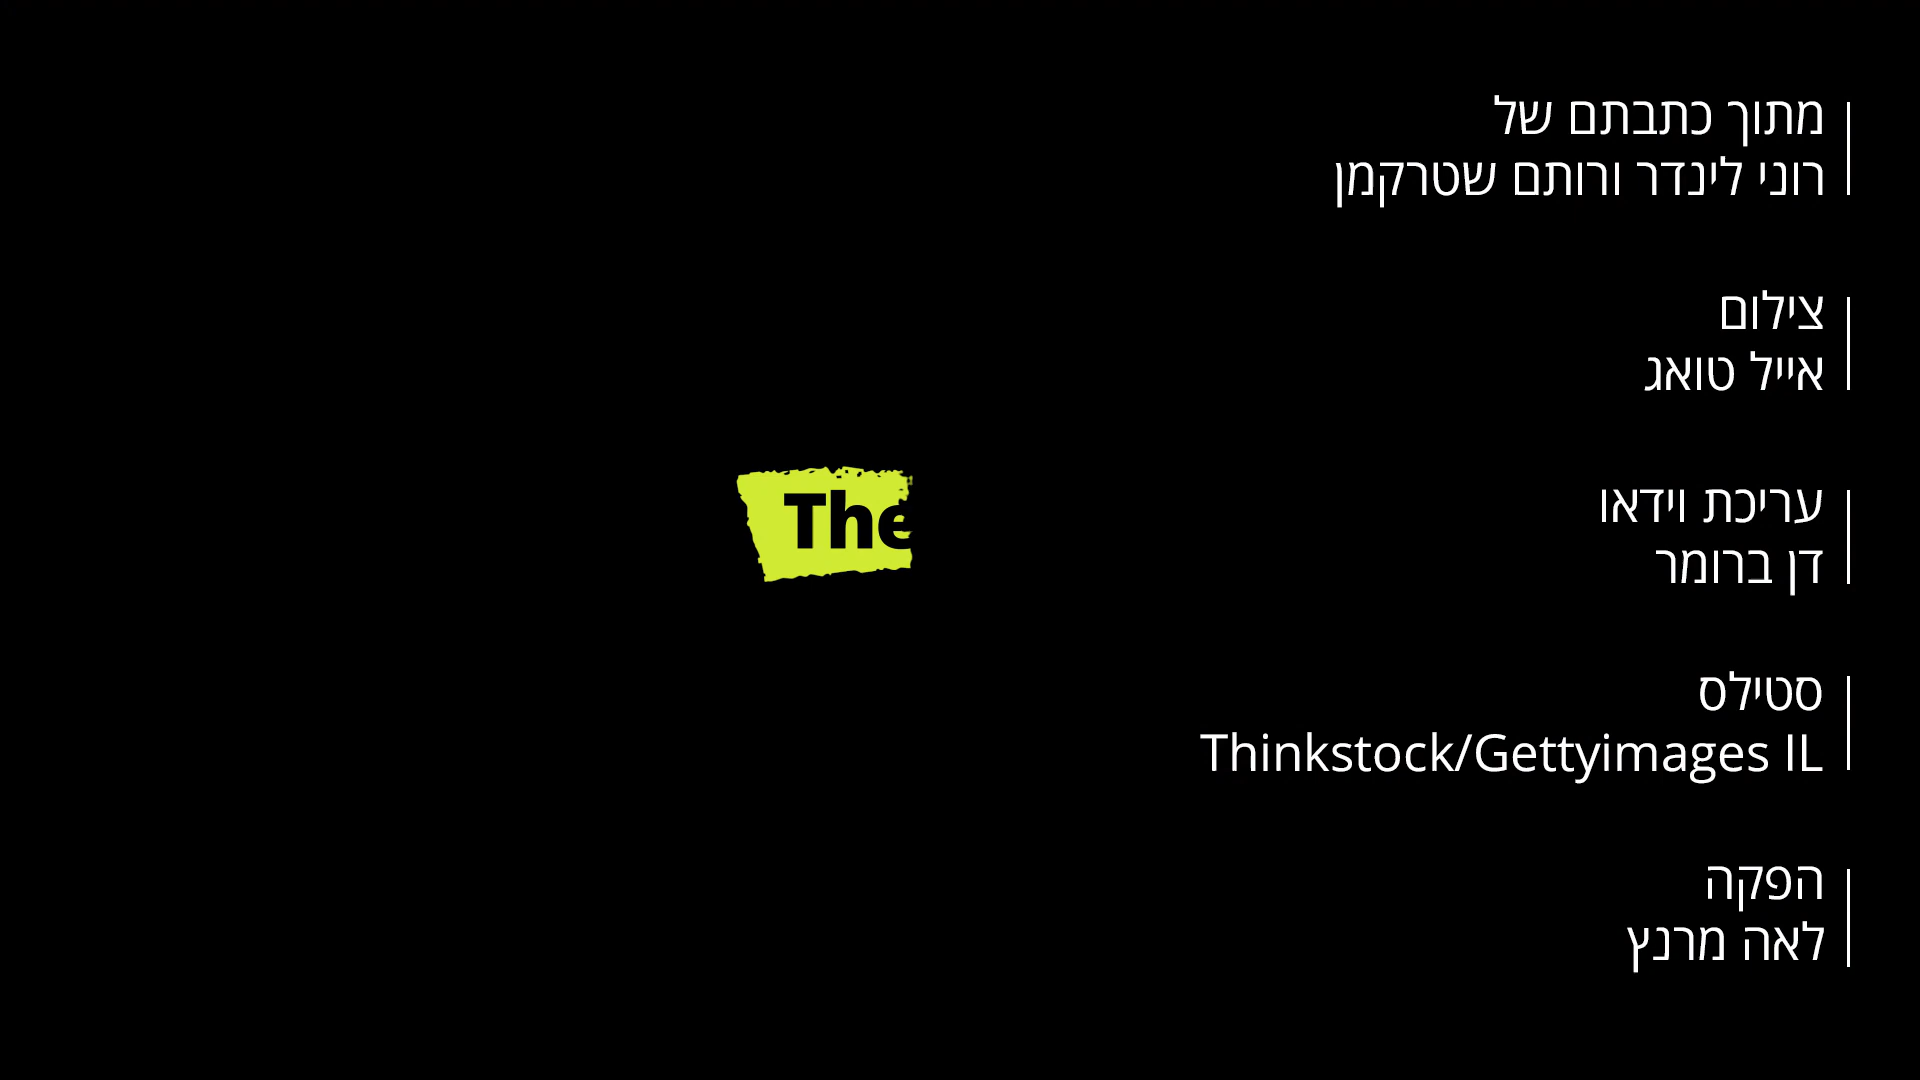 מתוך כתבתם של
רוני לינדר ורותם שטרקמן
צילום
אייל טואג
עריכת וידאו
דן ברומר
The
סטילס
Thinkstock/Gettyimages IL
הפקה
לאה מרנץ